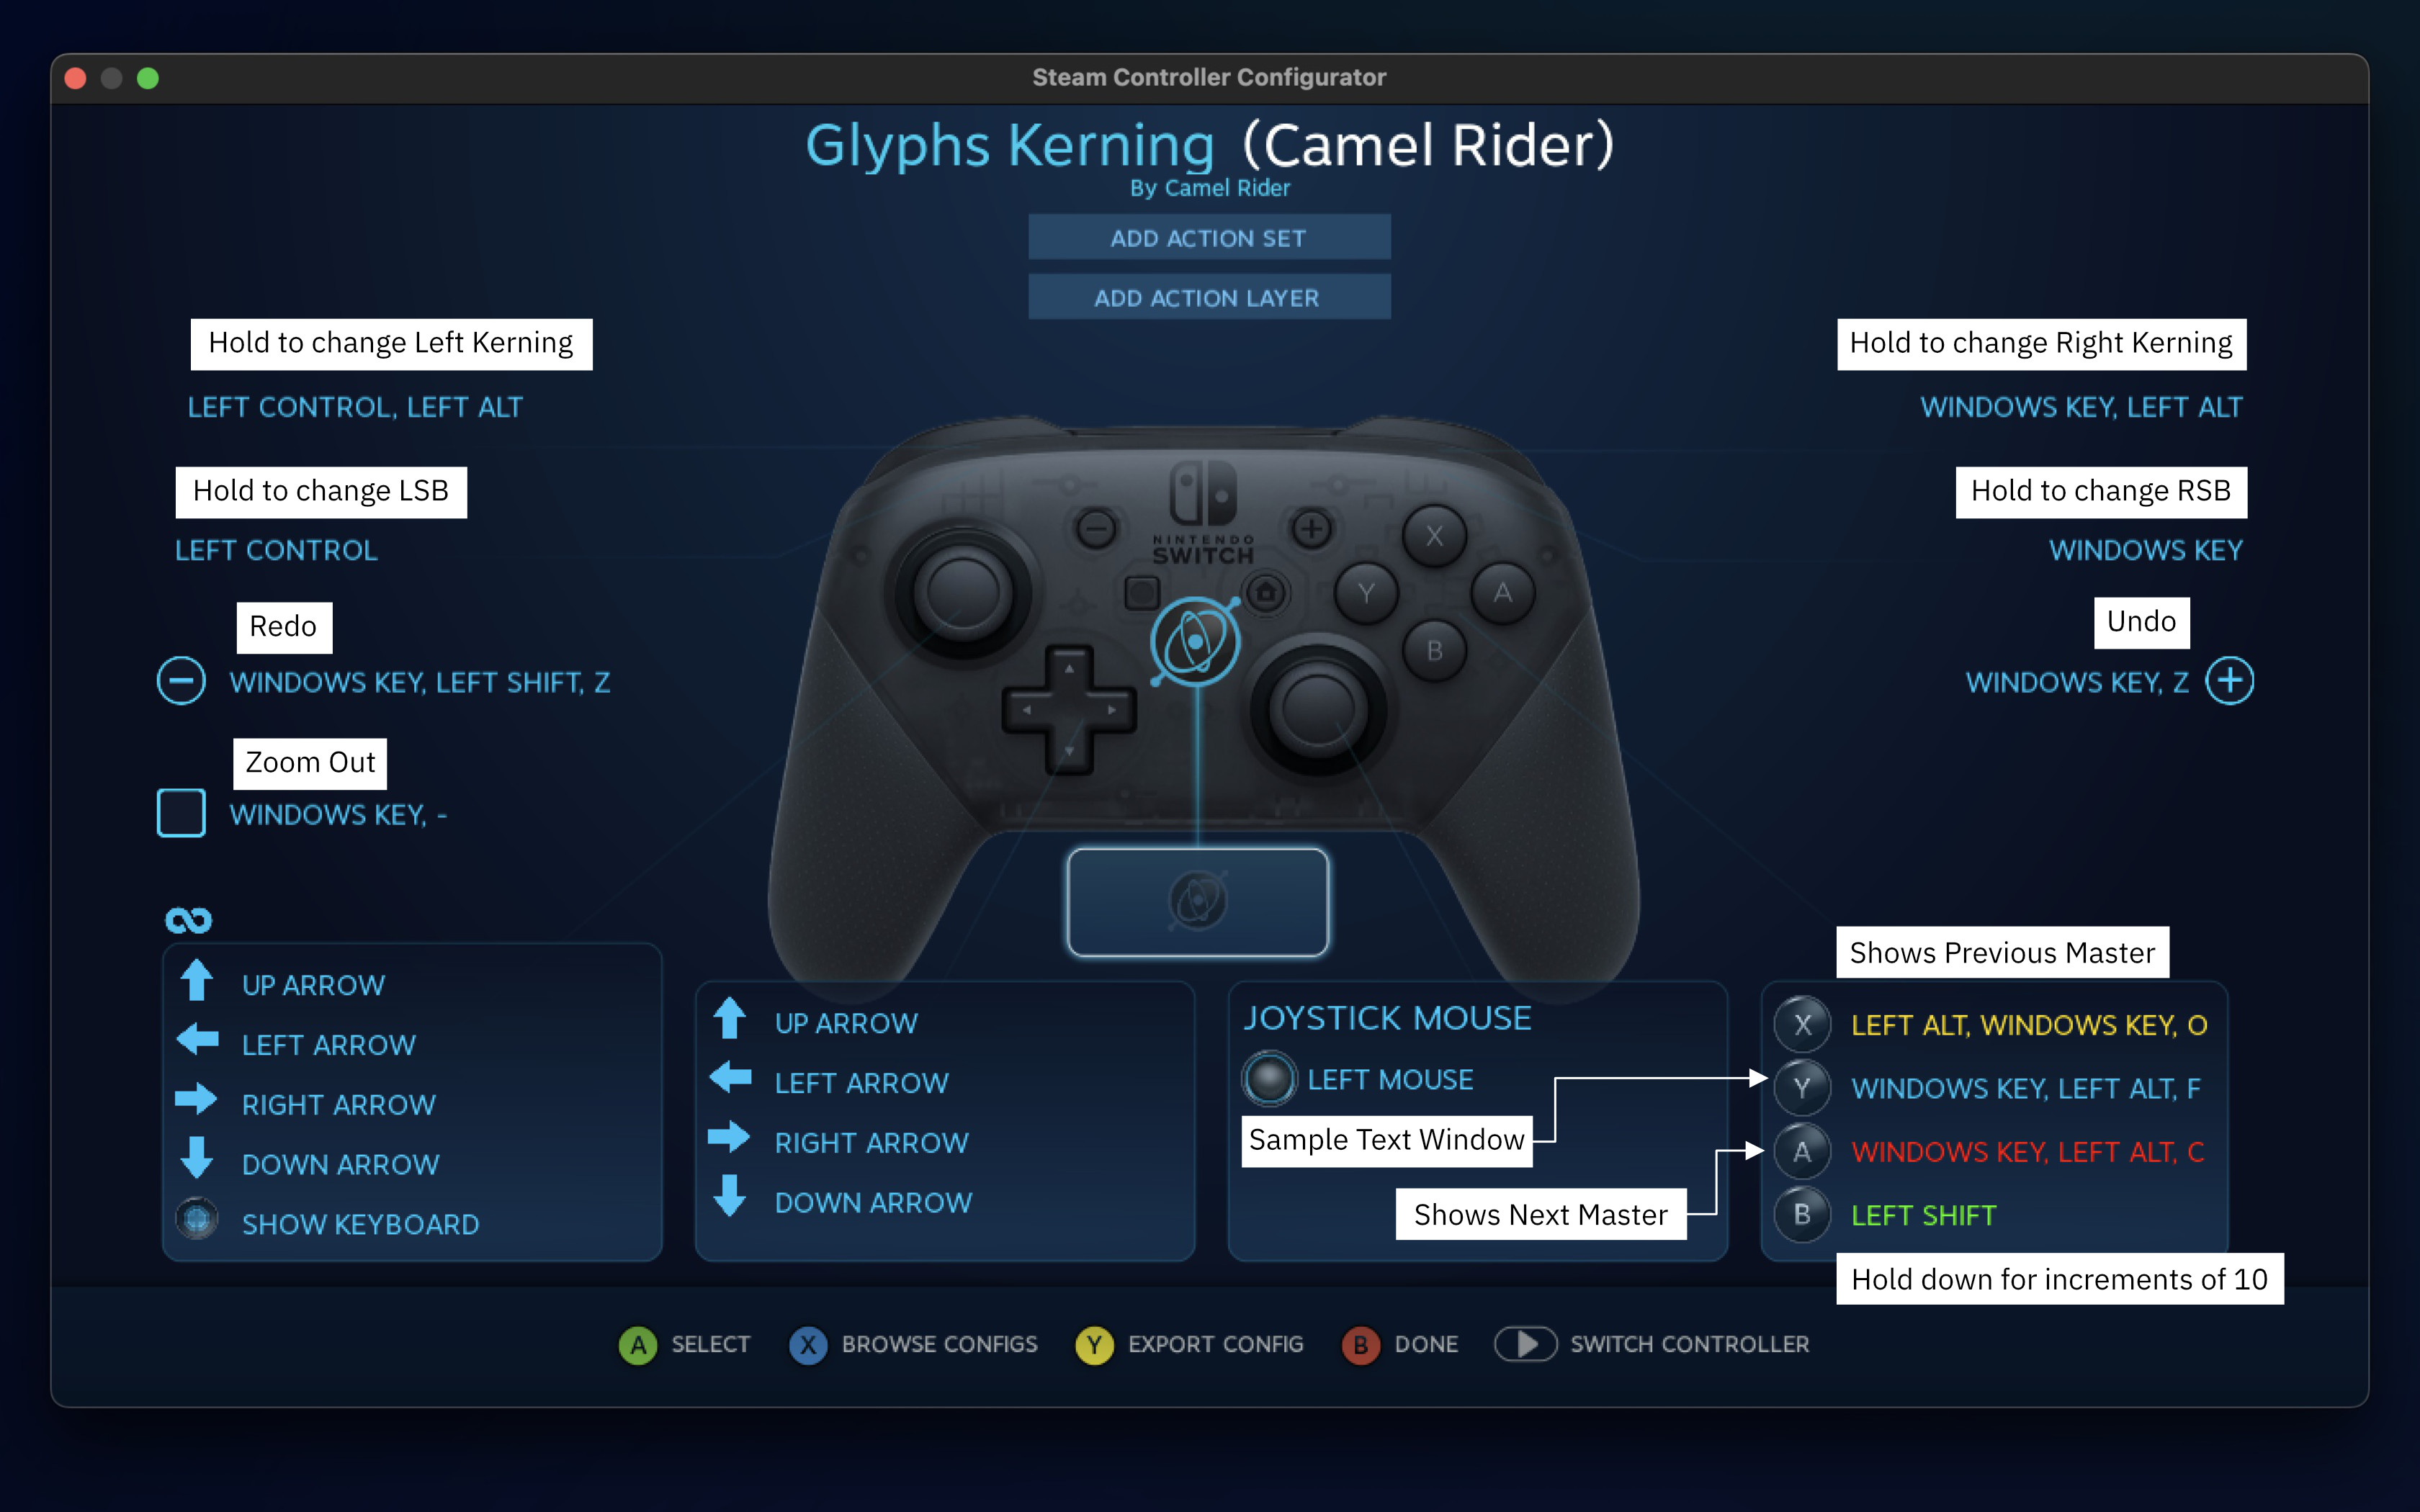 Steam Controller Configurator
Glyphs Kerning (Camel Rider)
By Camel Rider
ADD ACTION SET
ADD ACTION LAYER
Hold to change Left Kerning
LEFT CONTROL, LEFT ALT
Hold to change LSB
LEFT CONTROL
Redo
WINDOWS KEY, LEFT SHIFT, Z
Zoom Out
WINDOWS KEY, -
Hold to change Right Kerning
WINDOWS KEY, LEFT ALT
Hold to change RSB
WINDOWS KEY
Undo
WINDOWS KEY, Z
NINTENDO
SWITCH
X
Y
A
B
UP ARROW
LEFT ARROW
RIGHT ARROW
DOWN ARROW
SHOW KEYBOARD
UP ARROW
LEFT ARROW
RIGHT ARROW
DOWN ARROW
JOYSTICK MOUSE
LEFT MOUSE
Sample Text Window
Shows Next Master
Shows Previous Master
X LEFT ALT, WINDOWS KEY, O
Y WINDOWS KEY, LEFT ALT, F
A WINDOWS KEY, LEFT ALT, C
B LEFT SHIFT
Hold down for increments of 10
A SELECT X BROWSE CONFIGS Y EXPORT CONFIG B DONE SWITCH CONTROLLER